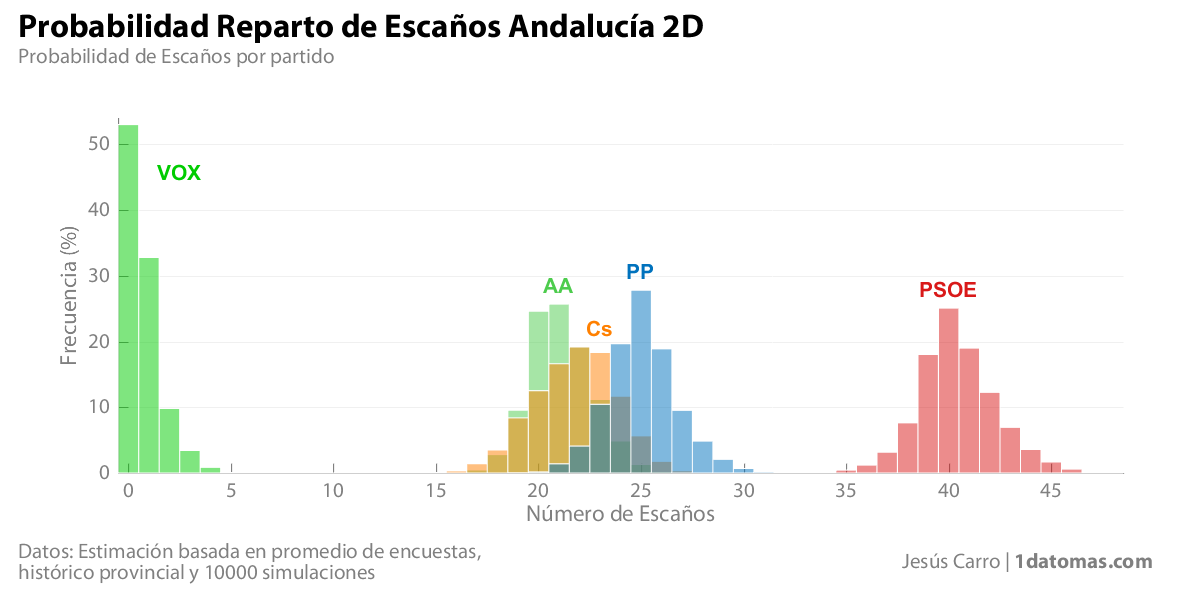 Probabilidad Reparto de Escaños Andalucía 2D
Probabilidad de Escaños por partido
50
40
30
20
10
0
Frecuencia (%)
VOX
AA
Cs
PP
PSOE
0 5 10 15 20 25 30 35 40 45
Número de Escaños
Datos: Estimación basada en promedio de encuestas,
histórico provincial y 10000 simulaciones
Jesús Carro | 1datomas.com